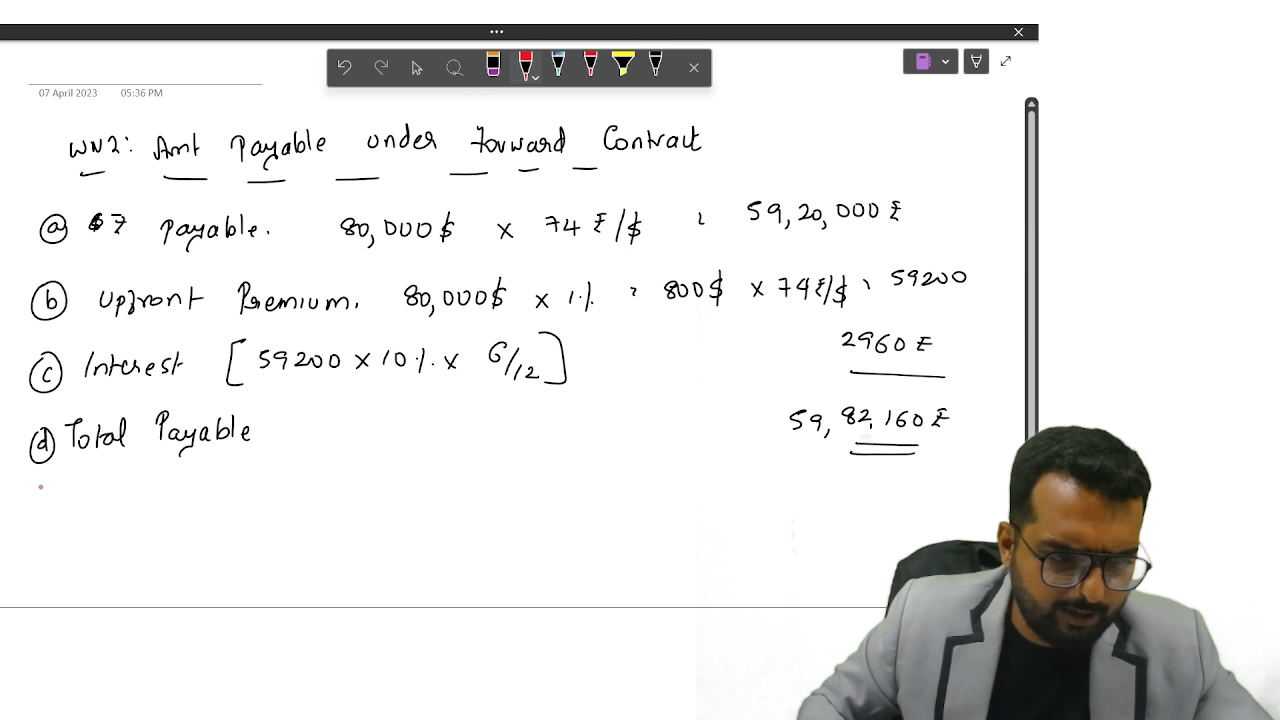 07 April 2023 05:36 PM
WN2: Amt Payable under Forward Contract
(a) ₹ Payable. 80,000$ × 74 ₹/$ : 59,20,000 ₹
(b) Upfront Premium. 80,000$ × 1% : 800$ × 74₹/$ : 59200
(c) Interest [59200 × 10% × 6/12] 2960 ₹
(d) Total Payable 59,82,160 ₹